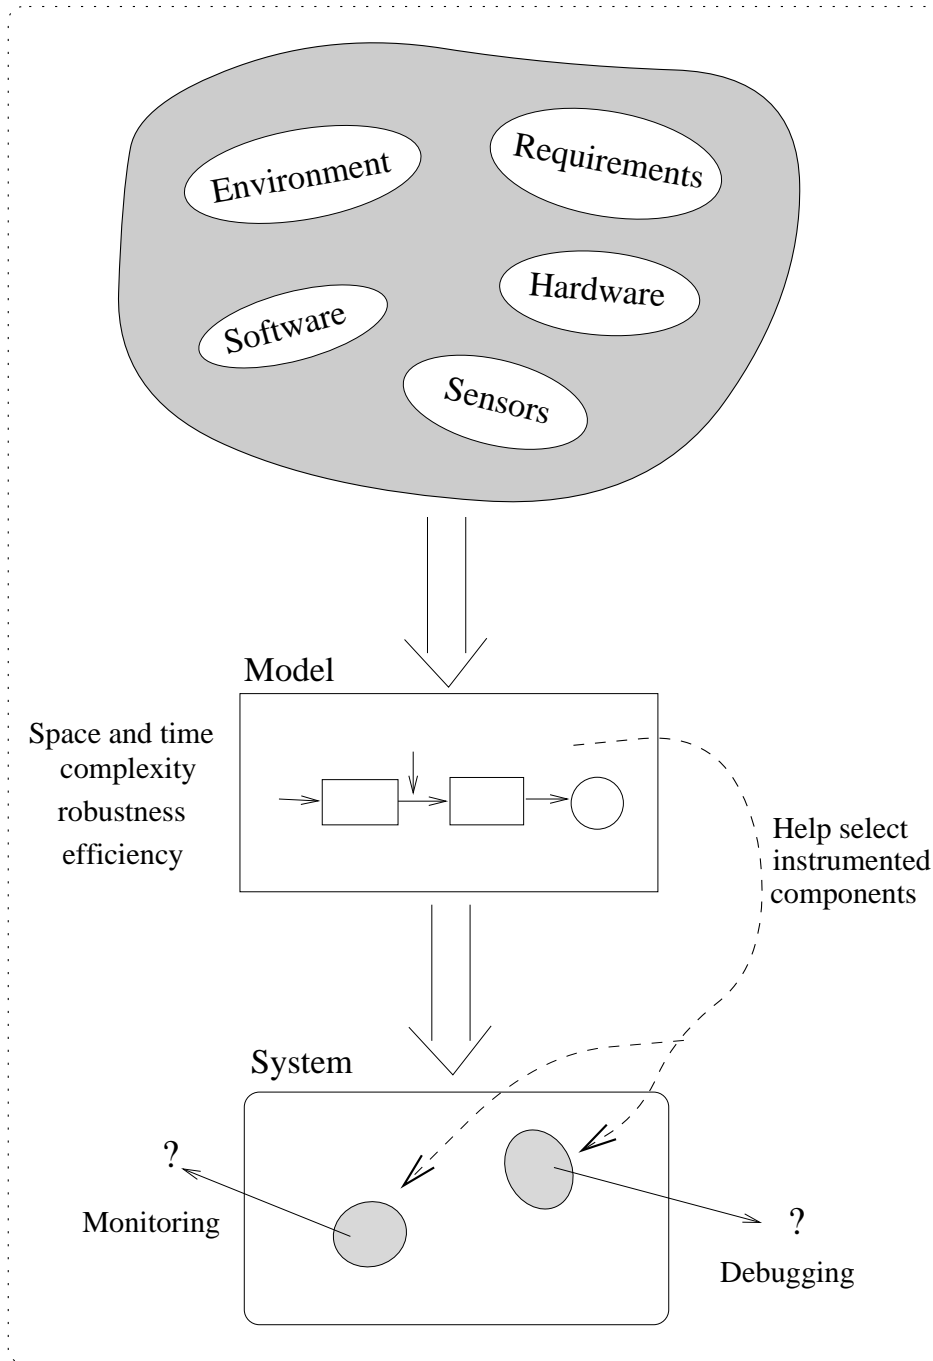 Environment
Requirements
Hardware
Software
Sensors
Model
Space and time
complexity
robustness
efficiency
Help select
instrumented
components
System
?
Monitoring
?
Debugging